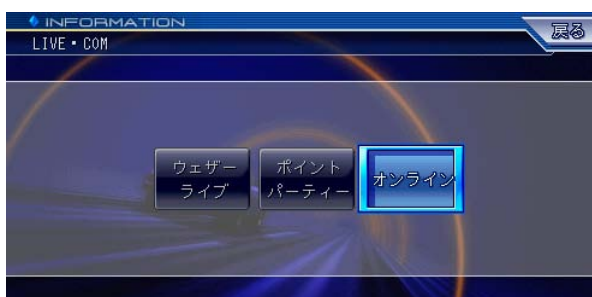 INFORMATION
戻る
LIVE・COM
ウェザー
ライブ
ポイント
パーティー
オンライン